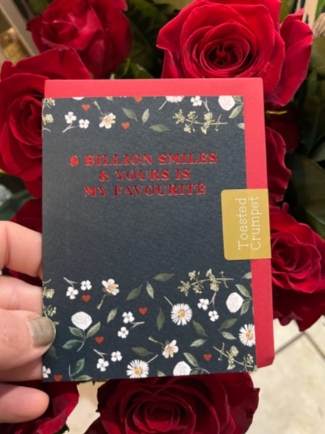 8 BILLION SMILES
& YOURS IS
MY FAVOURITE
Toasted
Crumpet